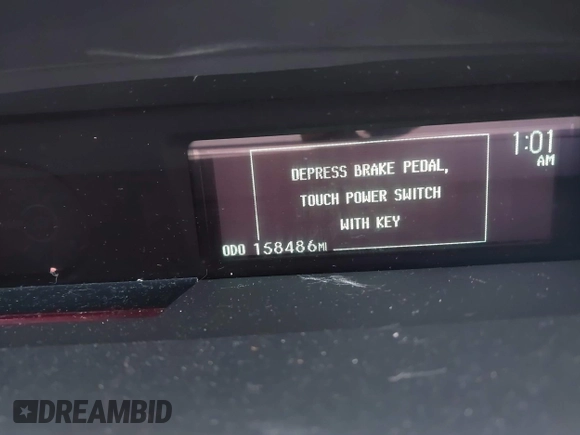 1:01
AM
DEPRESS BRAKE PEDAL,
TOUCH POWER SWITCH
WITH KEY
ODO 158486MI
DREAMBID